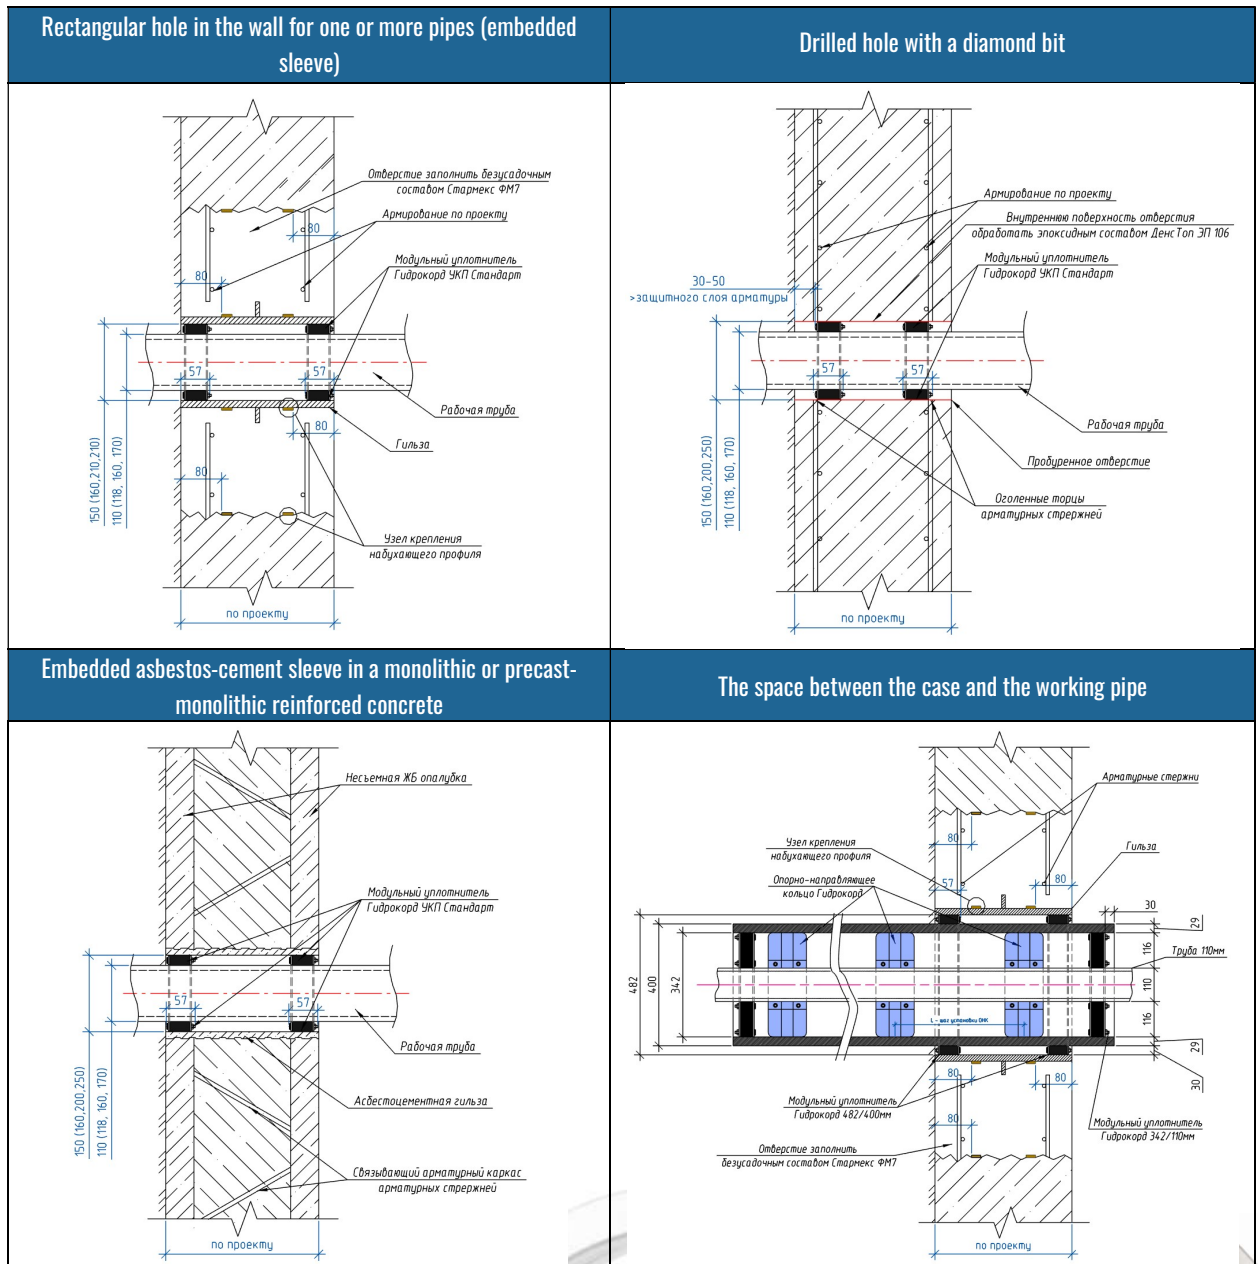 Rectangular hole in the wall for one or more pipes (embedded
sleeve)
Drilled hole with a diamond bit
Отверстие заполнить безусадочным
составом Стармекс ФМ7
Армирование по проекту
80
80
Модульный уплотнитель
Гидрокорд УКП Стандарт
57
57
Рабочая труба
80
Гильза
80
150 (160,210,210)
110 (118, 160, 170)
Узел крепления
набухающего профиля
по проекту
Армирование по проекту
Внутреннюю поверхность отверстия
обработать эпоксидным составом ДенсТоп ЭП 106
Модульный уплотнитель
Гидрокорд УКП Стандарт
30-50
>защитного слоя арматуры
57
57
Рабочая труба
150 (160,200,250)
110 (118, 160, 170)
Пробуренное отверстие
Оголенные торцы
арматурных стрержней
по проекту
Embedded asbestos-cement sleeve in a monolithic or precast-
monolithic reinforced concrete
The space between the case and the working pipe
Несъемная ЖБ опалубка
Модульный уплотнитель
Гидрокорд УКП Стандарт
57
57
Рабочая труба
150 (160,200,250)
110 (118, 160, 170)
Асбестоцементная гильза
Связывающий арматурный каркас
арматурных стрержней
по проекту
Арматурные стержни
80
Узел крепления
набухающего профиля
Гильза
Опорно-направляющее
кольцо Гидрокорд
57
80
30
29
116
Труба 110мм
482
400
342
110
L - шаг установки ОНК
116
29
30
80
80
Модульный уплотнитель
Гидрокорд 482/400мм
80
Модульный уплотнитель
Гидрокорд 342/110мм
Отверстие заполнить
безусадочным составом Стармекс ФМ7
по проекту